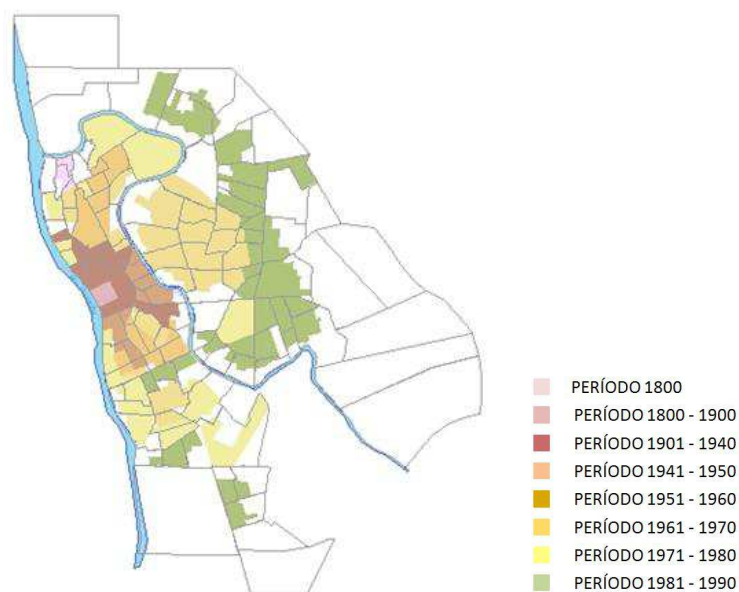 PERÍODO 1800
PERÍODO 1800 - 1900
PERÍODO 1901 - 1940
PERÍODO 1941 - 1950
PERÍODO 1951 - 1960
PERÍODO 1961 - 1970
PERÍODO 1971 - 1980
PERÍODO 1981 - 1990